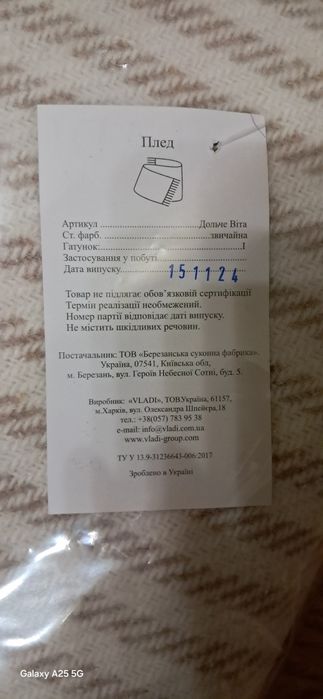 Плед
Артикул..............................Дольче Віта
Ст. фарб. ..............................звичайна
Гатунок:..........................................І
Застосування у побуті..............................
Дата випуску..............................151124
Товар не підлягає обов’язковій сертифікації
Термін реалізації необмежений.
Номер партії відповідає даті випуску.
Не містить шкідливих речовин.
Постачальник: ТОВ «Березанська суконна фабрика».
Україна, 07541, Київська обл,
м. Березань, вул. Героїв Небесної Сотні, буд. 5.
Виробник: «VLADI», ТОВ.Україна, 61157,
м.Харків, вул. Олександра Шпейєра,18
тел.: +38(057) 783 95 38
e-mail: info@vladi.com.ua
www.vladi-group.com
ТУ У 13.9-31236643-006:2017
Зроблено в Україні
Galaxy A25 5G